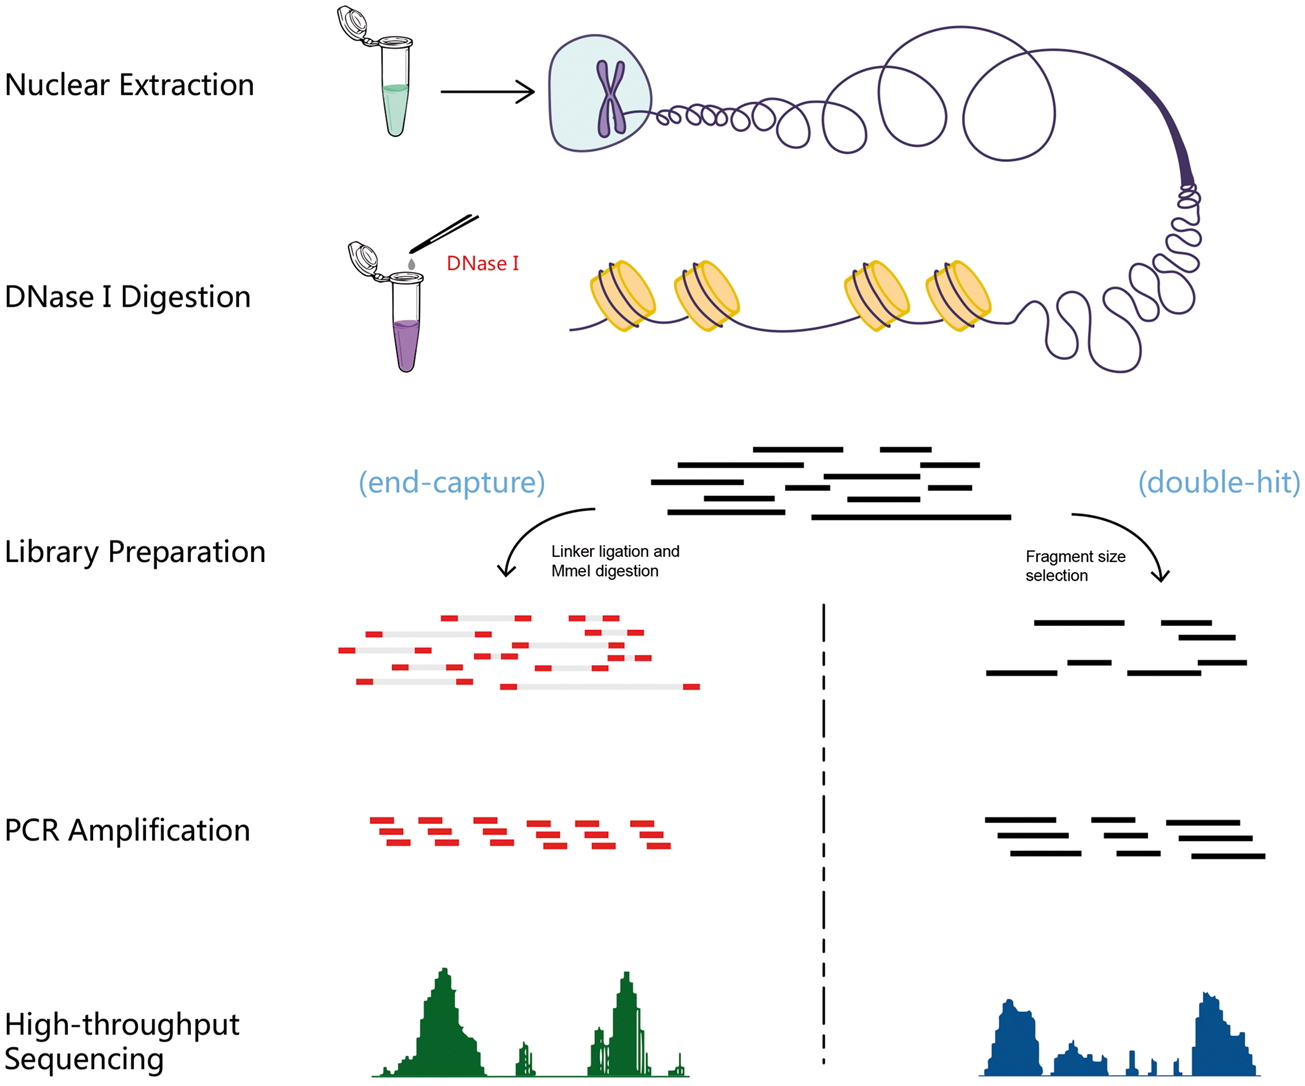 Nuclear Extraction
DNase I
DNase I Digestion
(end-capture)
(double-hit)
Library Preparation
Linker ligation and
MmeI digestion
Fragment size
selection
PCR Amplification
High-throughput
Sequencing